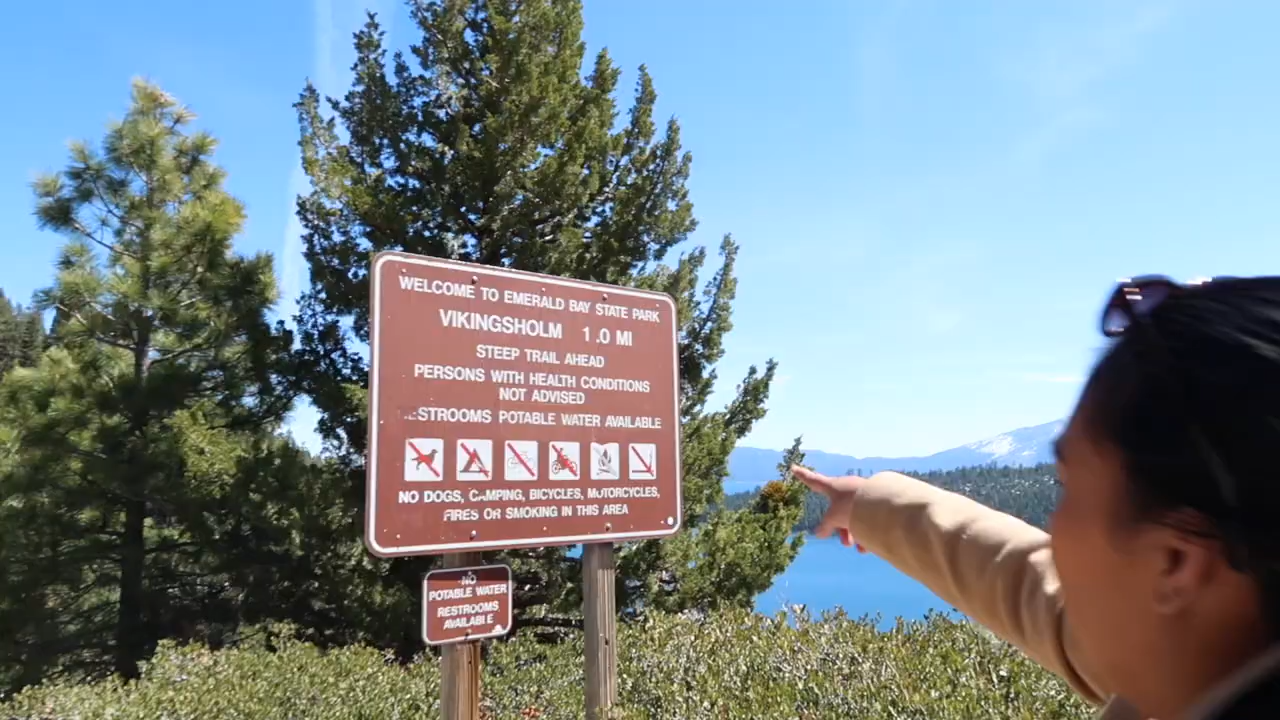 WELCOME TO EMERALD BAY STATE PARK
VIKINGSHOLM 1.0 MI
STEEP TRAIL AHEAD
PERSONS WITH HEALTH CONDITIONS
NOT ADVISED
ESTROOMS POTABLE WATER AVAILABLE
NO DOGS, CAMPING, BICYCLES, MOTORCYCLES,
FIRES OR SMOKING IN THIS AREA
NO
POTABLE WATER
RESTROOMS
AVAILABLE